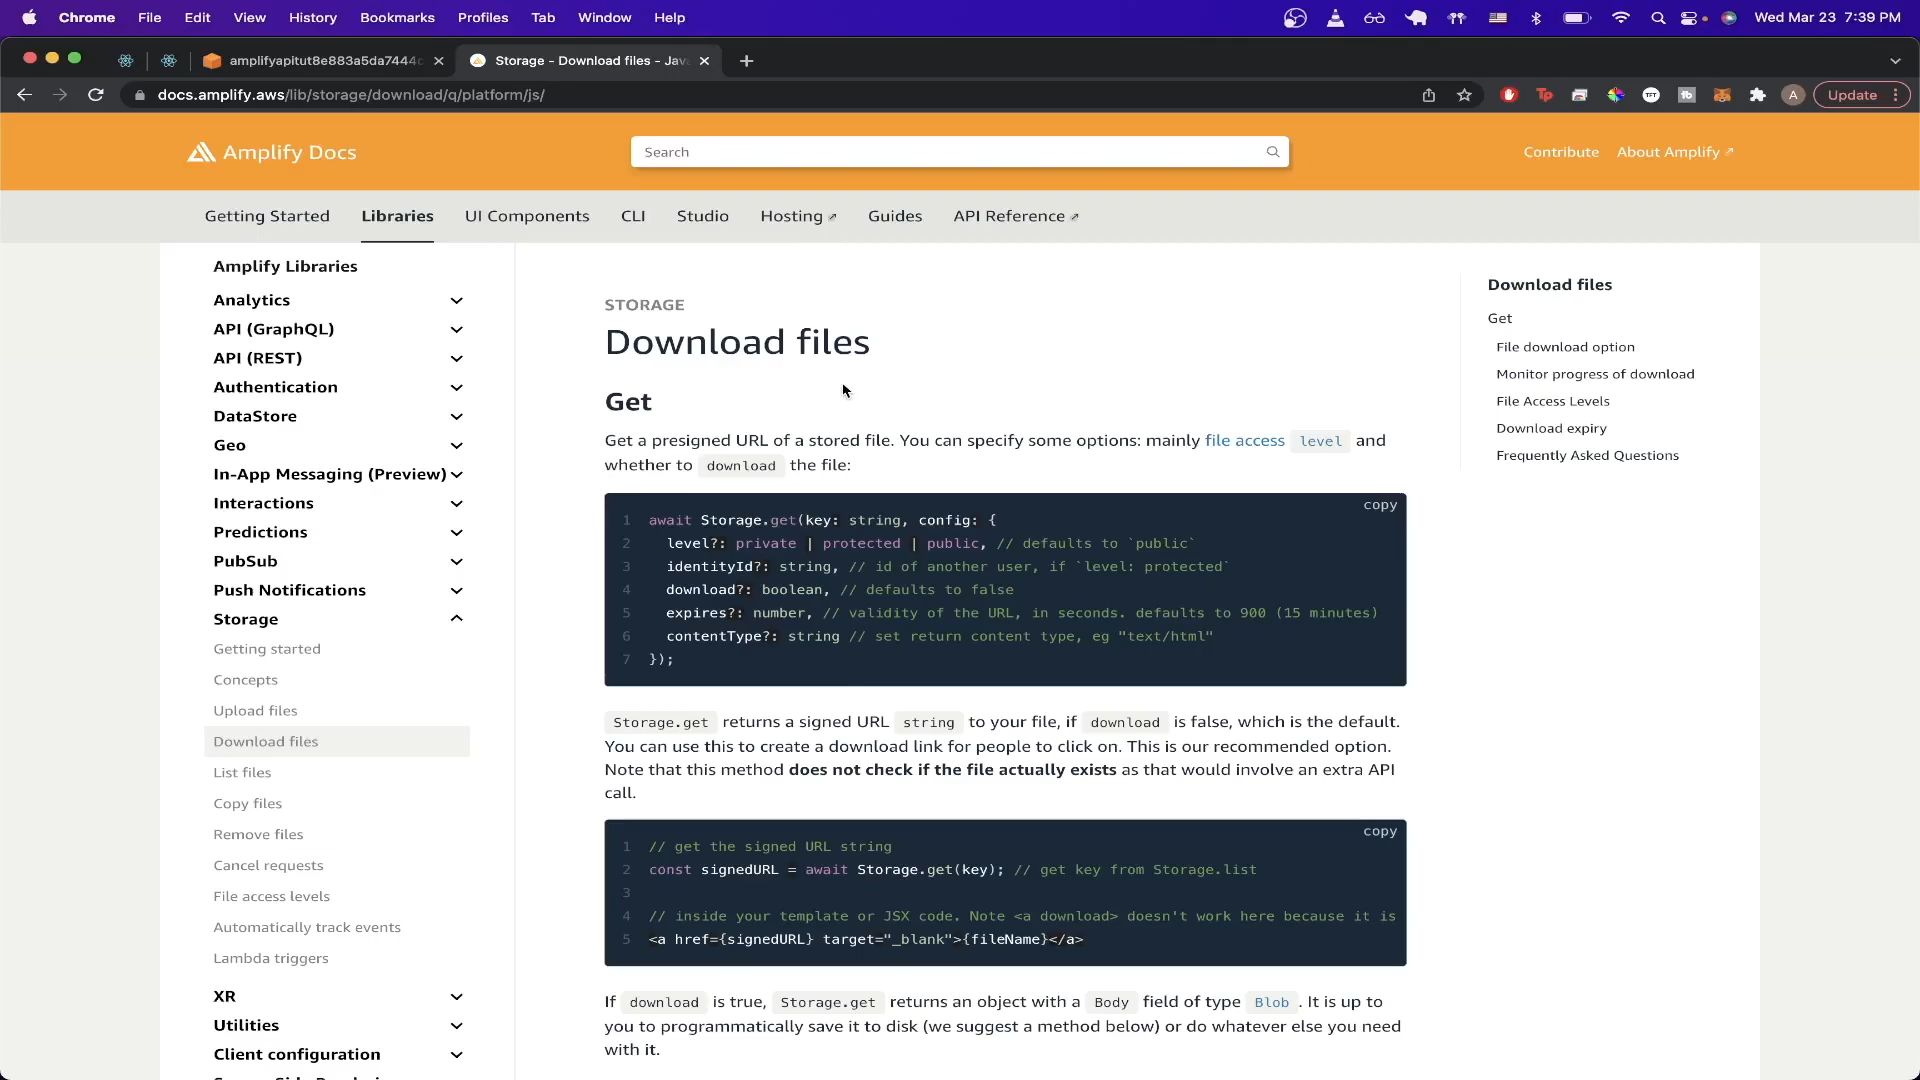 Chrome File Edit View History Bookmarks Profiles Tab Window Help Wed Mar 23 7:39 PM
amplifyapitut8e883a5da7444c Storage - Download files - Jav
docs.amplify.aws/lib/storage/download/q/platform/js/ A Update
Amplify Docs Search Contribute About Amplify
Getting Started Libraries UI Components CLI Studio Hosting Guides API Reference
Amplify Libraries
Analytics
API (GraphQL)
API (REST)
Authentication
DataStore
Geo
In-App Messaging (Preview)
Interactions
Predictions
PubSub
Push Notifications
Storage
Getting started
Concepts
Upload files
Download files
List files
Copy files
Remove files
Cancel requests
File access levels
Automatically track events
Lambda triggers
XR
Utilities
Client configuration
STORAGE
Download files
Get
Get a presigned URL of a stored file. You can specify some options: mainly file access level and
whether to download the file:
copy
1 await Storage.get(key: string, config: {
2 level?: private | protected | public, // defaults to `public`
3 identityId?: string, // id of another user, if `level: protected`
4 download?: boolean, // defaults to false
5 expires?: number, // validity of the URL, in seconds. defaults to 900 (15 minutes)
6 contentType?: string // set return content type, eg "text/html"
7 });
Storage.get returns a signed URL string to your file, if download is false, which is the default.
You can use this to create a download link for people to click on. This is our recommended option.
Note that this method does not check if the file actually exists as that would involve an extra API
call.
copy
1 // get the signed URL string
2 const signedURL = await Storage.get(key); // get key from Storage.list
3
4 // inside your template or JSX code. Note <a download> doesn't work here because it is
5 <a href={signedURL} target="_blank">{fileName}</a>
If download is true, Storage.get returns an object with a Body field of type Blob . It is up to
you to programmatically save it to disk (we suggest a method below) or do whatever else you need
with it.
Download files
Get
File download option
Monitor progress of download
File Access Levels
Download expiry
Frequently Asked Questions